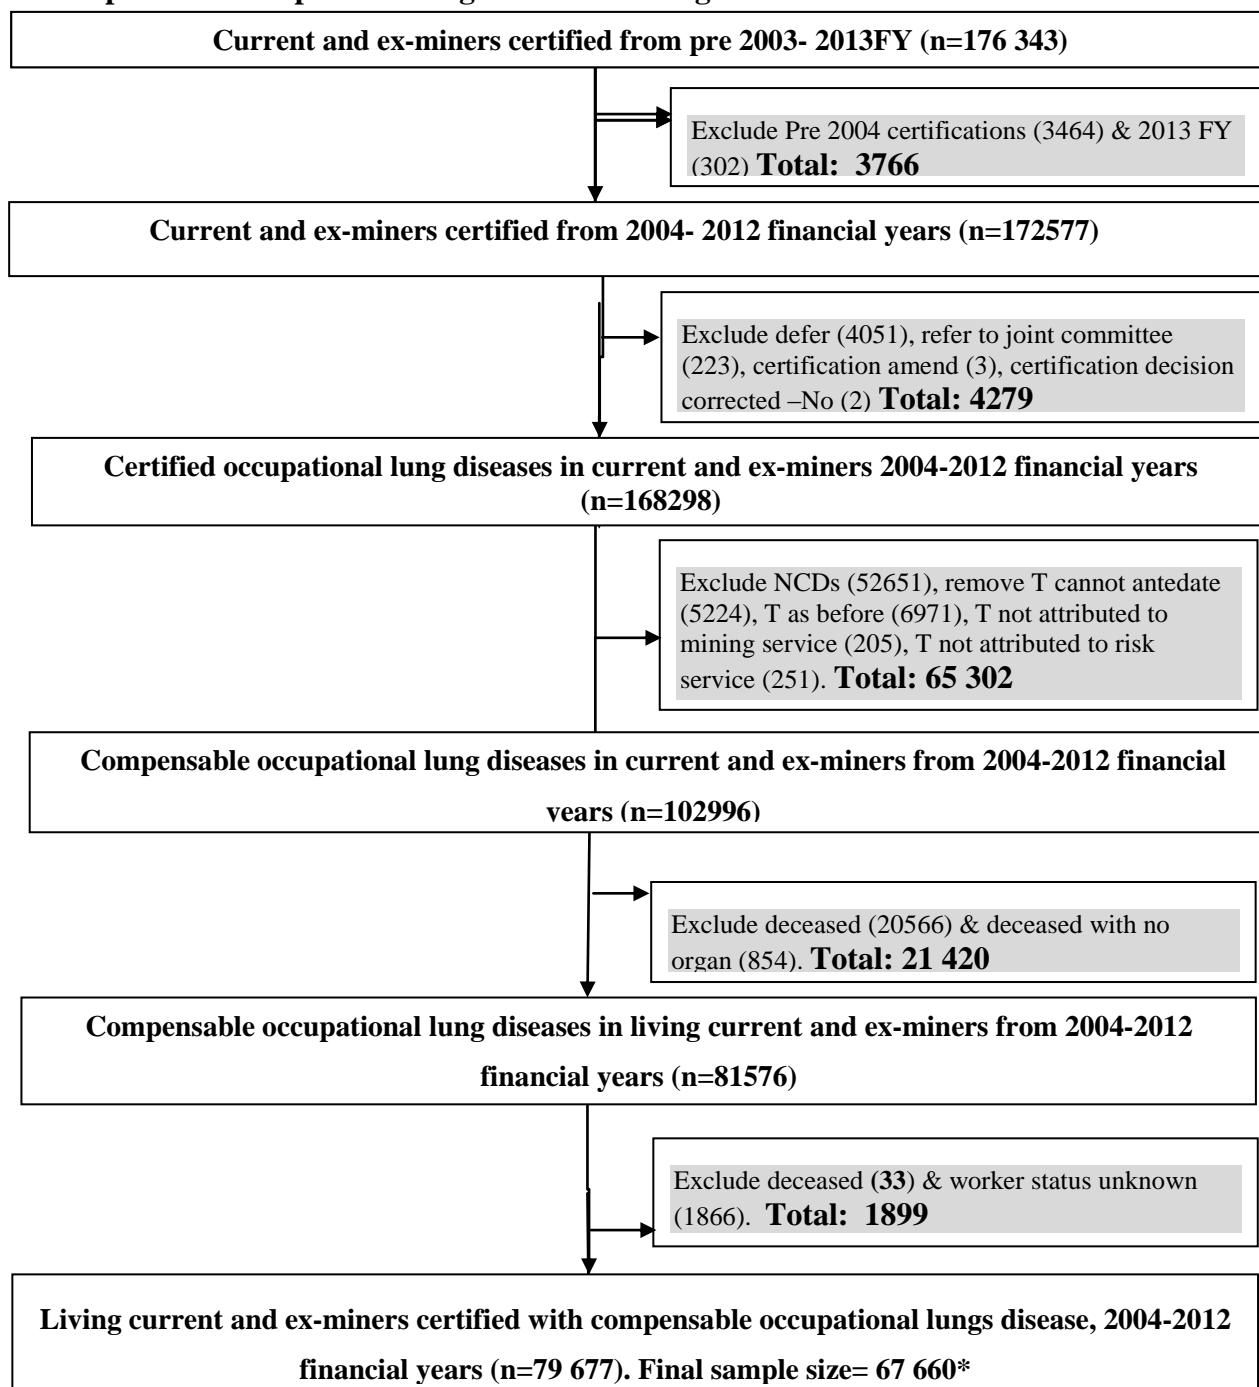 Current and ex-miners certified from pre 2003- 2013FY (n=176 343)
Exclude Pre 2004 certifications (3464) & 2013 FY
(302) Total: 3766
Current and ex-miners certified from 2004- 2012 financial years (n=172577)
Exclude defer (4051), refer to joint committee
(223), certification amend (3), certification decision
corrected –No (2) Total: 4279
Certified occupational lung diseases in current and ex-miners 2004-2012 financial years
(n=168298)
Exclude NCDs (52651), remove T cannot antedate
(5224), T as before (6971), T not attributed to
mining service (205), T not attributed to risk
service (251). Total: 65 302
Compensable occupational lung diseases in current and ex-miners from 2004-2012 financial
years (n=102996)
Exclude deceased (20566) & deceased with no
organ (854). Total: 21 420
Compensable occupational lung diseases in living current and ex-miners from 2004-2012
financial years (n=81576)
Exclude deceased (33) & worker status unknown
(1866). Total: 1899
Living current and ex-miners certified with compensable occupational lungs disease, 2004-2012
financial years (n=79 677). Final sample size= 67 660*